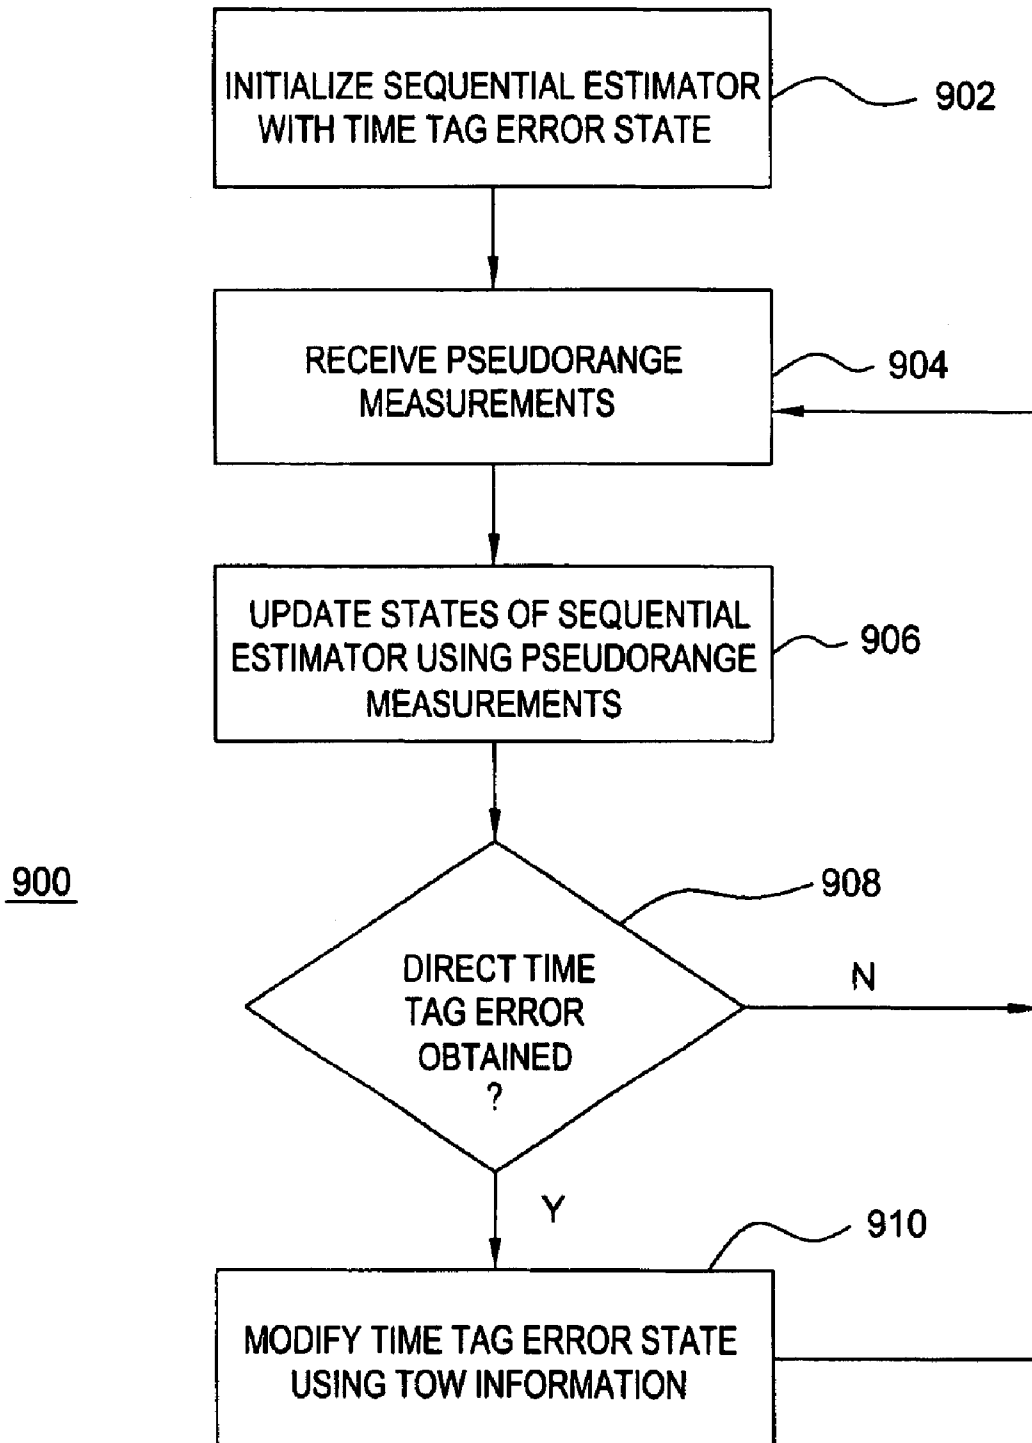 INITIALIZE SEQUENTIAL ESTIMATOR
WITH TIME TAG ERROR STATE
902
RECEIVE PSEUDORANGE
MEASUREMENTS
904
UPDATE STATES OF SEQUENTIAL
ESTIMATOR USING PSEUDORANGE
MEASUREMENTS
906
900
908
DIRECT TIME
TAG ERROR
OBTAINED
?
N
Y
910
MODIFY TIME TAG ERROR STATE
USING TOW INFORMATION